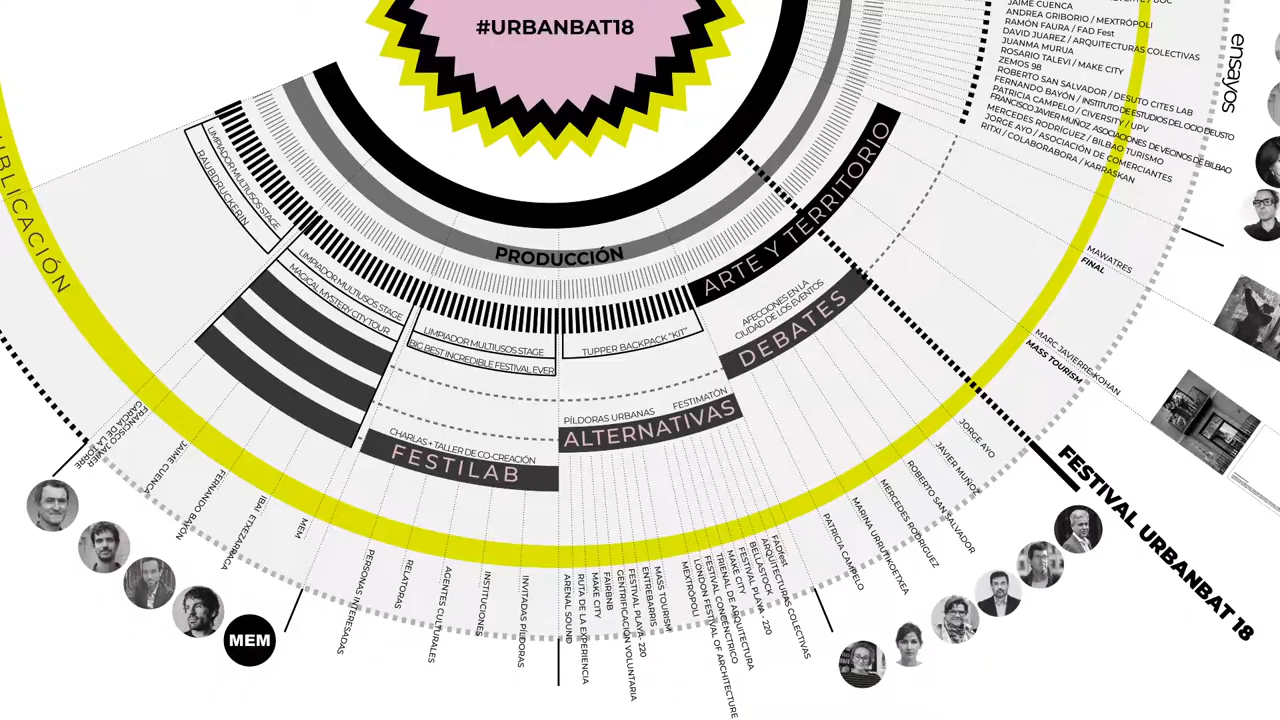 #URBANBAT18
JAIME CUENCA
ANDREA GRIBORIO / MEXTRÓPOLI
RAMÓN FAURA / FAD Fest
DAVID JUAREZ / ARQUITECTURAS COLECTIVAS
JUANMA MURUA
ROSARIO TALEVI / MAKE CITY
ZEMOS 98
ROBERTO SAN SALVADOR / DESUTO CITES LAB
FERNANDO BAYÓN / INSTITUTO DE ESTUDIOS DEL OCIO DEUSTO
PATRICIA CAMPELO / CIVERSITY / UPV
FRANCISCO JAVIER MUÑOZ ASOCIACIONES DE VECINOS DE BILBAO
MERCEDES RODRÍGUEZ / BILBAO TURISMO
JORGE AYO / ASOCIACIÓN DE COMERCIANTES
RITXI / COLABORABORA / KARRASKAN
ensayos
UBLICACIÓN
LIMPIADOR MULTIUSOS STAGE
RAUBDRUCKERIN
LIMPIADOR MULTIUSOS STAGE
MAGICAL MYSTERY CITY TOUR
PRODUCCIÓN
LIMPIADOR MULTIUSOS STAGE
BIG BEST INCREDIBLE FESTIVAL EVER
TUPPER BACKPACK "KIT"
ARTE Y TERRITORIO
AFECCIONES EN LA
CIUDAD DE LOS EVENTOS
DEBATES
PÍLDORAS URBANAS
FESTIMATÓN
ALTERNATIVAS
CHARLAS + TALLER DE CO-CREACIÓN
FESTILAB
MAWATRES
FINAL
MARC JAVIERRE-KOHAN
MASS TOURISM
FESTIVAL URBANBAT 18
FRANCISCO JAVIER
GARCÍA DE LA TORRE
JAIME CUENCA
FERNANDO BAYÓN
IBAI ETXEZARRAGA
MEM
MEM
PERSONAS INTERESADAS
RELATORAS
AGENTES CULTURALES
INSTITUCIONES
INVITADAS PÍLDORAS
ARENAL SOUND
RUTA DE LA EXPERIENCIA
MAKE CITY
FAIRBNB
GENTRIFICACIÓN VOLUNTARIA
FESTIVAL PLAYA - 220
ENTREBARRIS
MASS TOURISM
MEXTRÓPOLI
LONDON FESTIVAL OF ARCHITECTURE
FESTIVAL CONCÉNCTRICO
TRIENAL DE ARQUITECTURA
MAKE CITY
FESTIVAL PLAYA - 220
BELLASTOCK
ARQUITECTURAS COLECTIVAS
FADfest
PATRICIA CAMPELO
MARINA URRUTIKOETXEA
MERCEDES RODRIGUEZ
ROBERTO SAN SALVADOR
JAVIER MUÑOZ
JORGE AYO